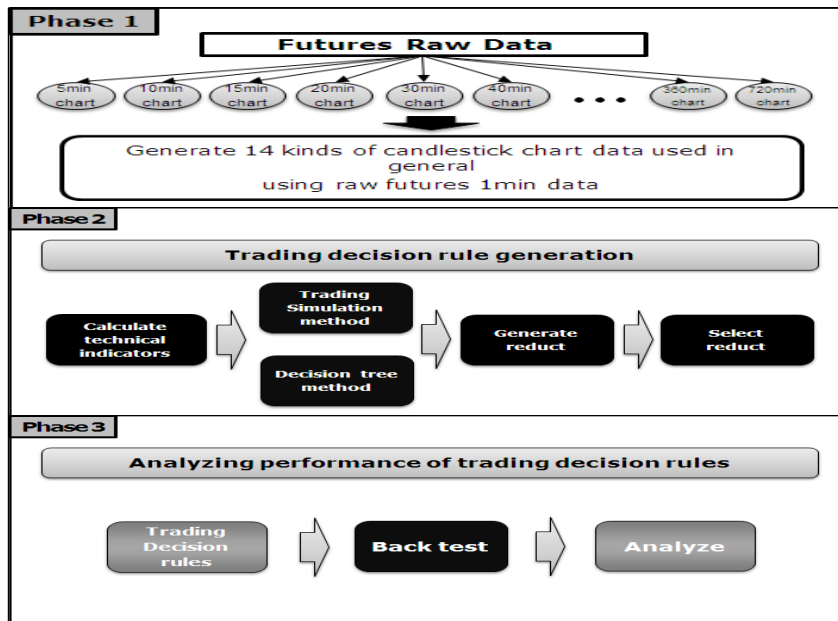 Phase 1
Futures Raw Data
5min
chart
10min
chart
15min
chart
20min
chart
30min
chart
40min
chart
360min
chart
720min
chart
Generate 14 kinds of candlestick chart data used in
general
using raw futures 1min data
Phase 2
Trading decision rule generation
Calculate
technical
indicators
Trading
Simulation
method
Decision tree
method
Generate
reduct
Select
reduct
Phase 3
Analyzing performance of trading decision rules
Trading
Decision
rules
Back test
Analyze